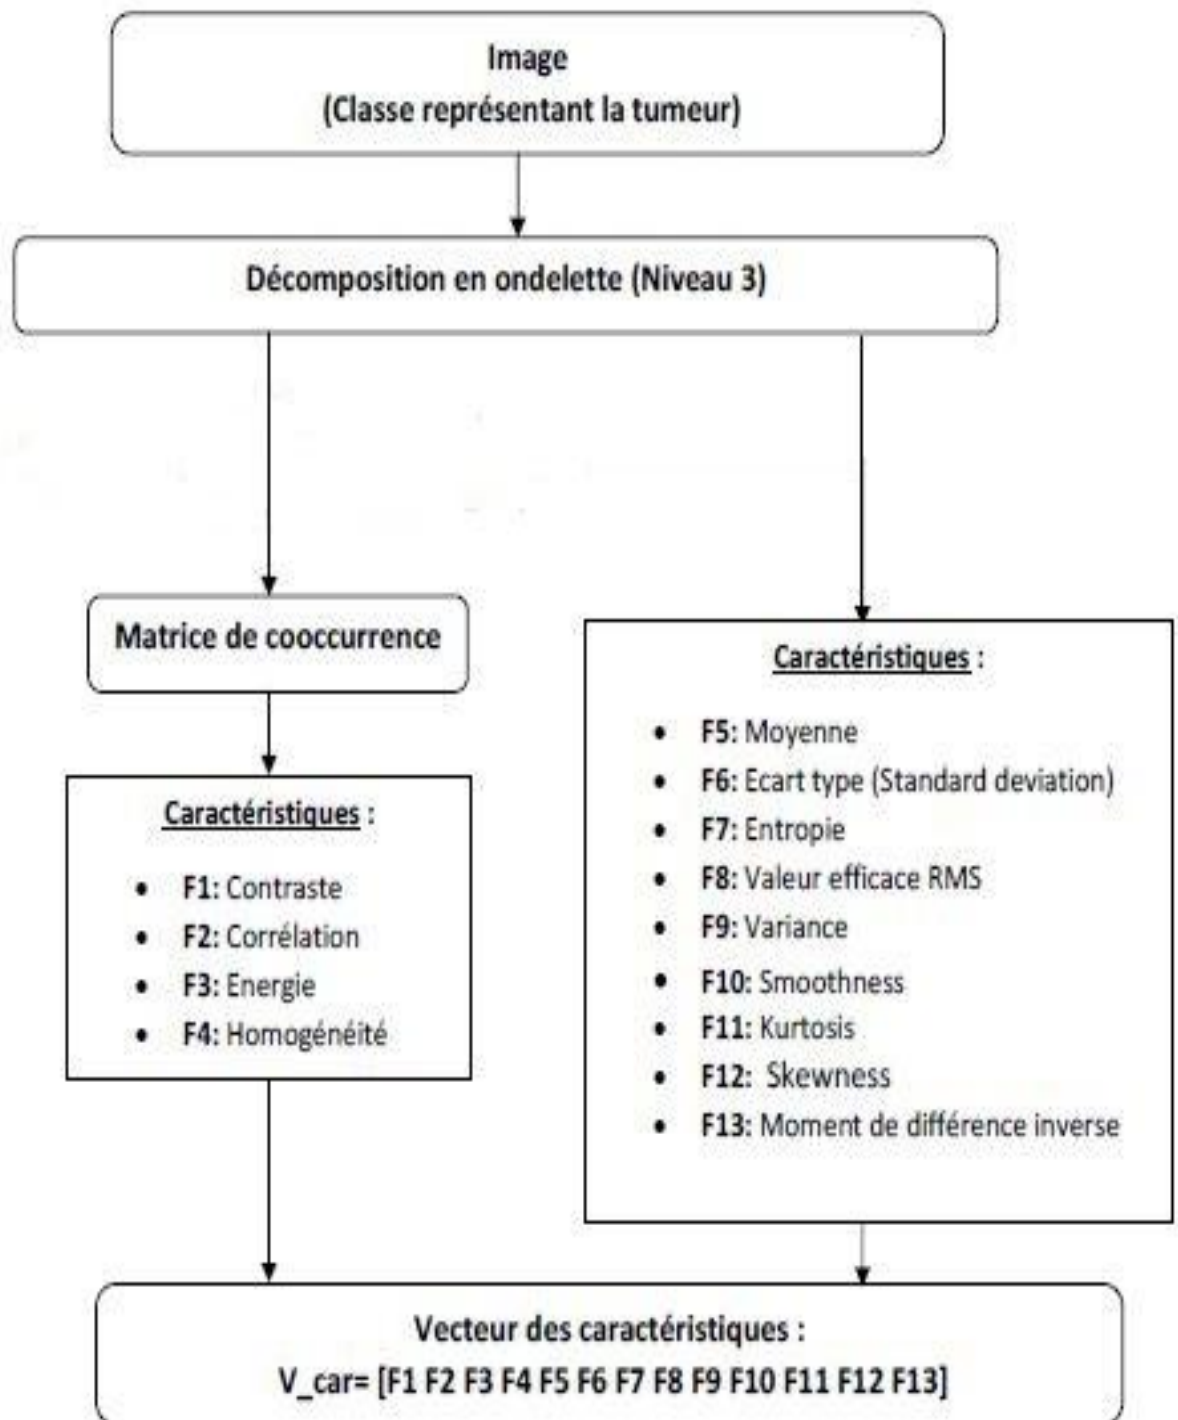 Image
(Classe représentant la tumeur)
Décomposition en ondelette (Niveau 3)
Matrice de cooccurrence
Caractéristiques :
• F1: Contraste
• F2: Corrélation
• F3: Energie
• F4: Homogénéité
Caractéristiques :
• F5: Moyenne
• F6: Ecart type (Standard deviation)
• F7: Entropie
• F8: Valeur efficace RMS
• F9: Variance
• F10: Smoothness
• F11: Kurtosis
• F12: Skewness
• F13: Moment de différence inverse
Vecteur des caractéristiques :
V_car= [F1 F2 F3 F4 F5 F6 F7 F8 F9 F10 F11 F12 F13]